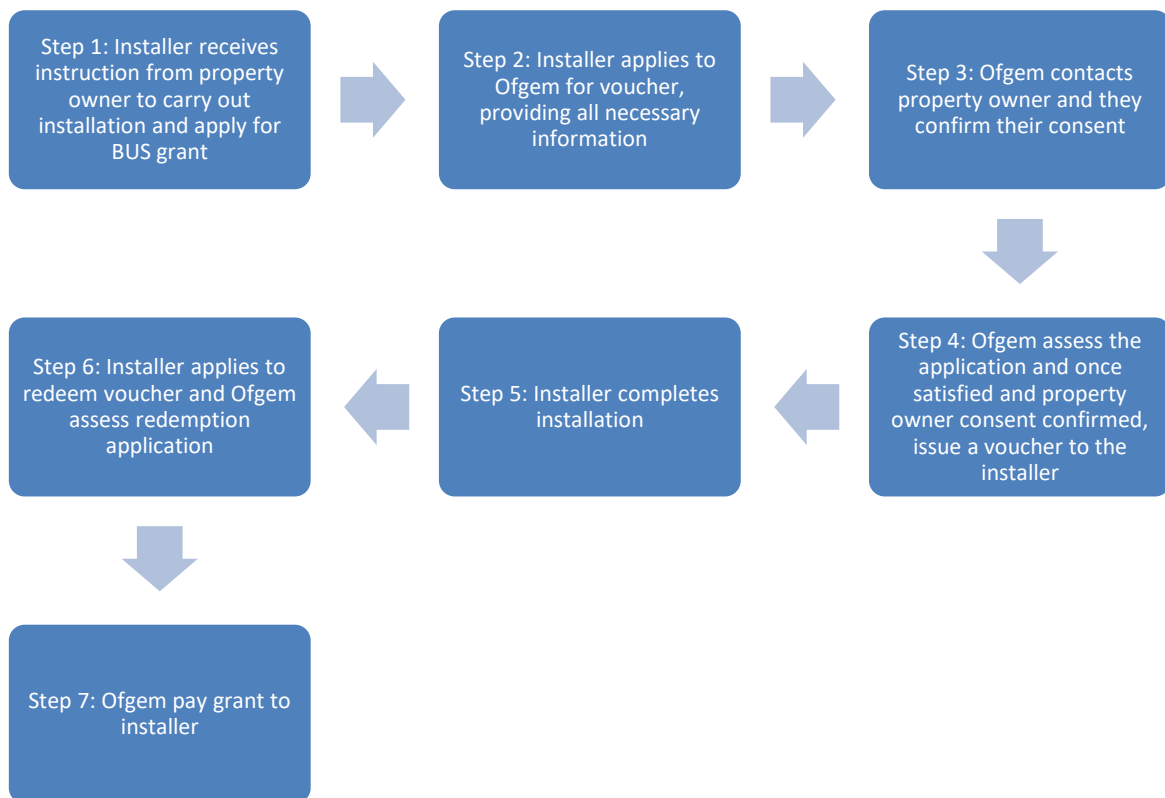 Step 1: Installer receives
instruction from property
owner to carry out
installation and apply for
BUS grant
Step 2: Installer applies to
Ofgem for voucher,
providing all necessary
information
Step 3: Ofgem contacts
property owner and they
confirm their consent
Step 4: Ofgem assess the
application and once
satisfied and property
owner consent confirmed,
issue a voucher to the
installer
Step 5: Installer completes
installation
Step 6: Installer applies to
redeem voucher and Ofgem
assess redemption
application
Step 7: Ofgem pay grant to
installer